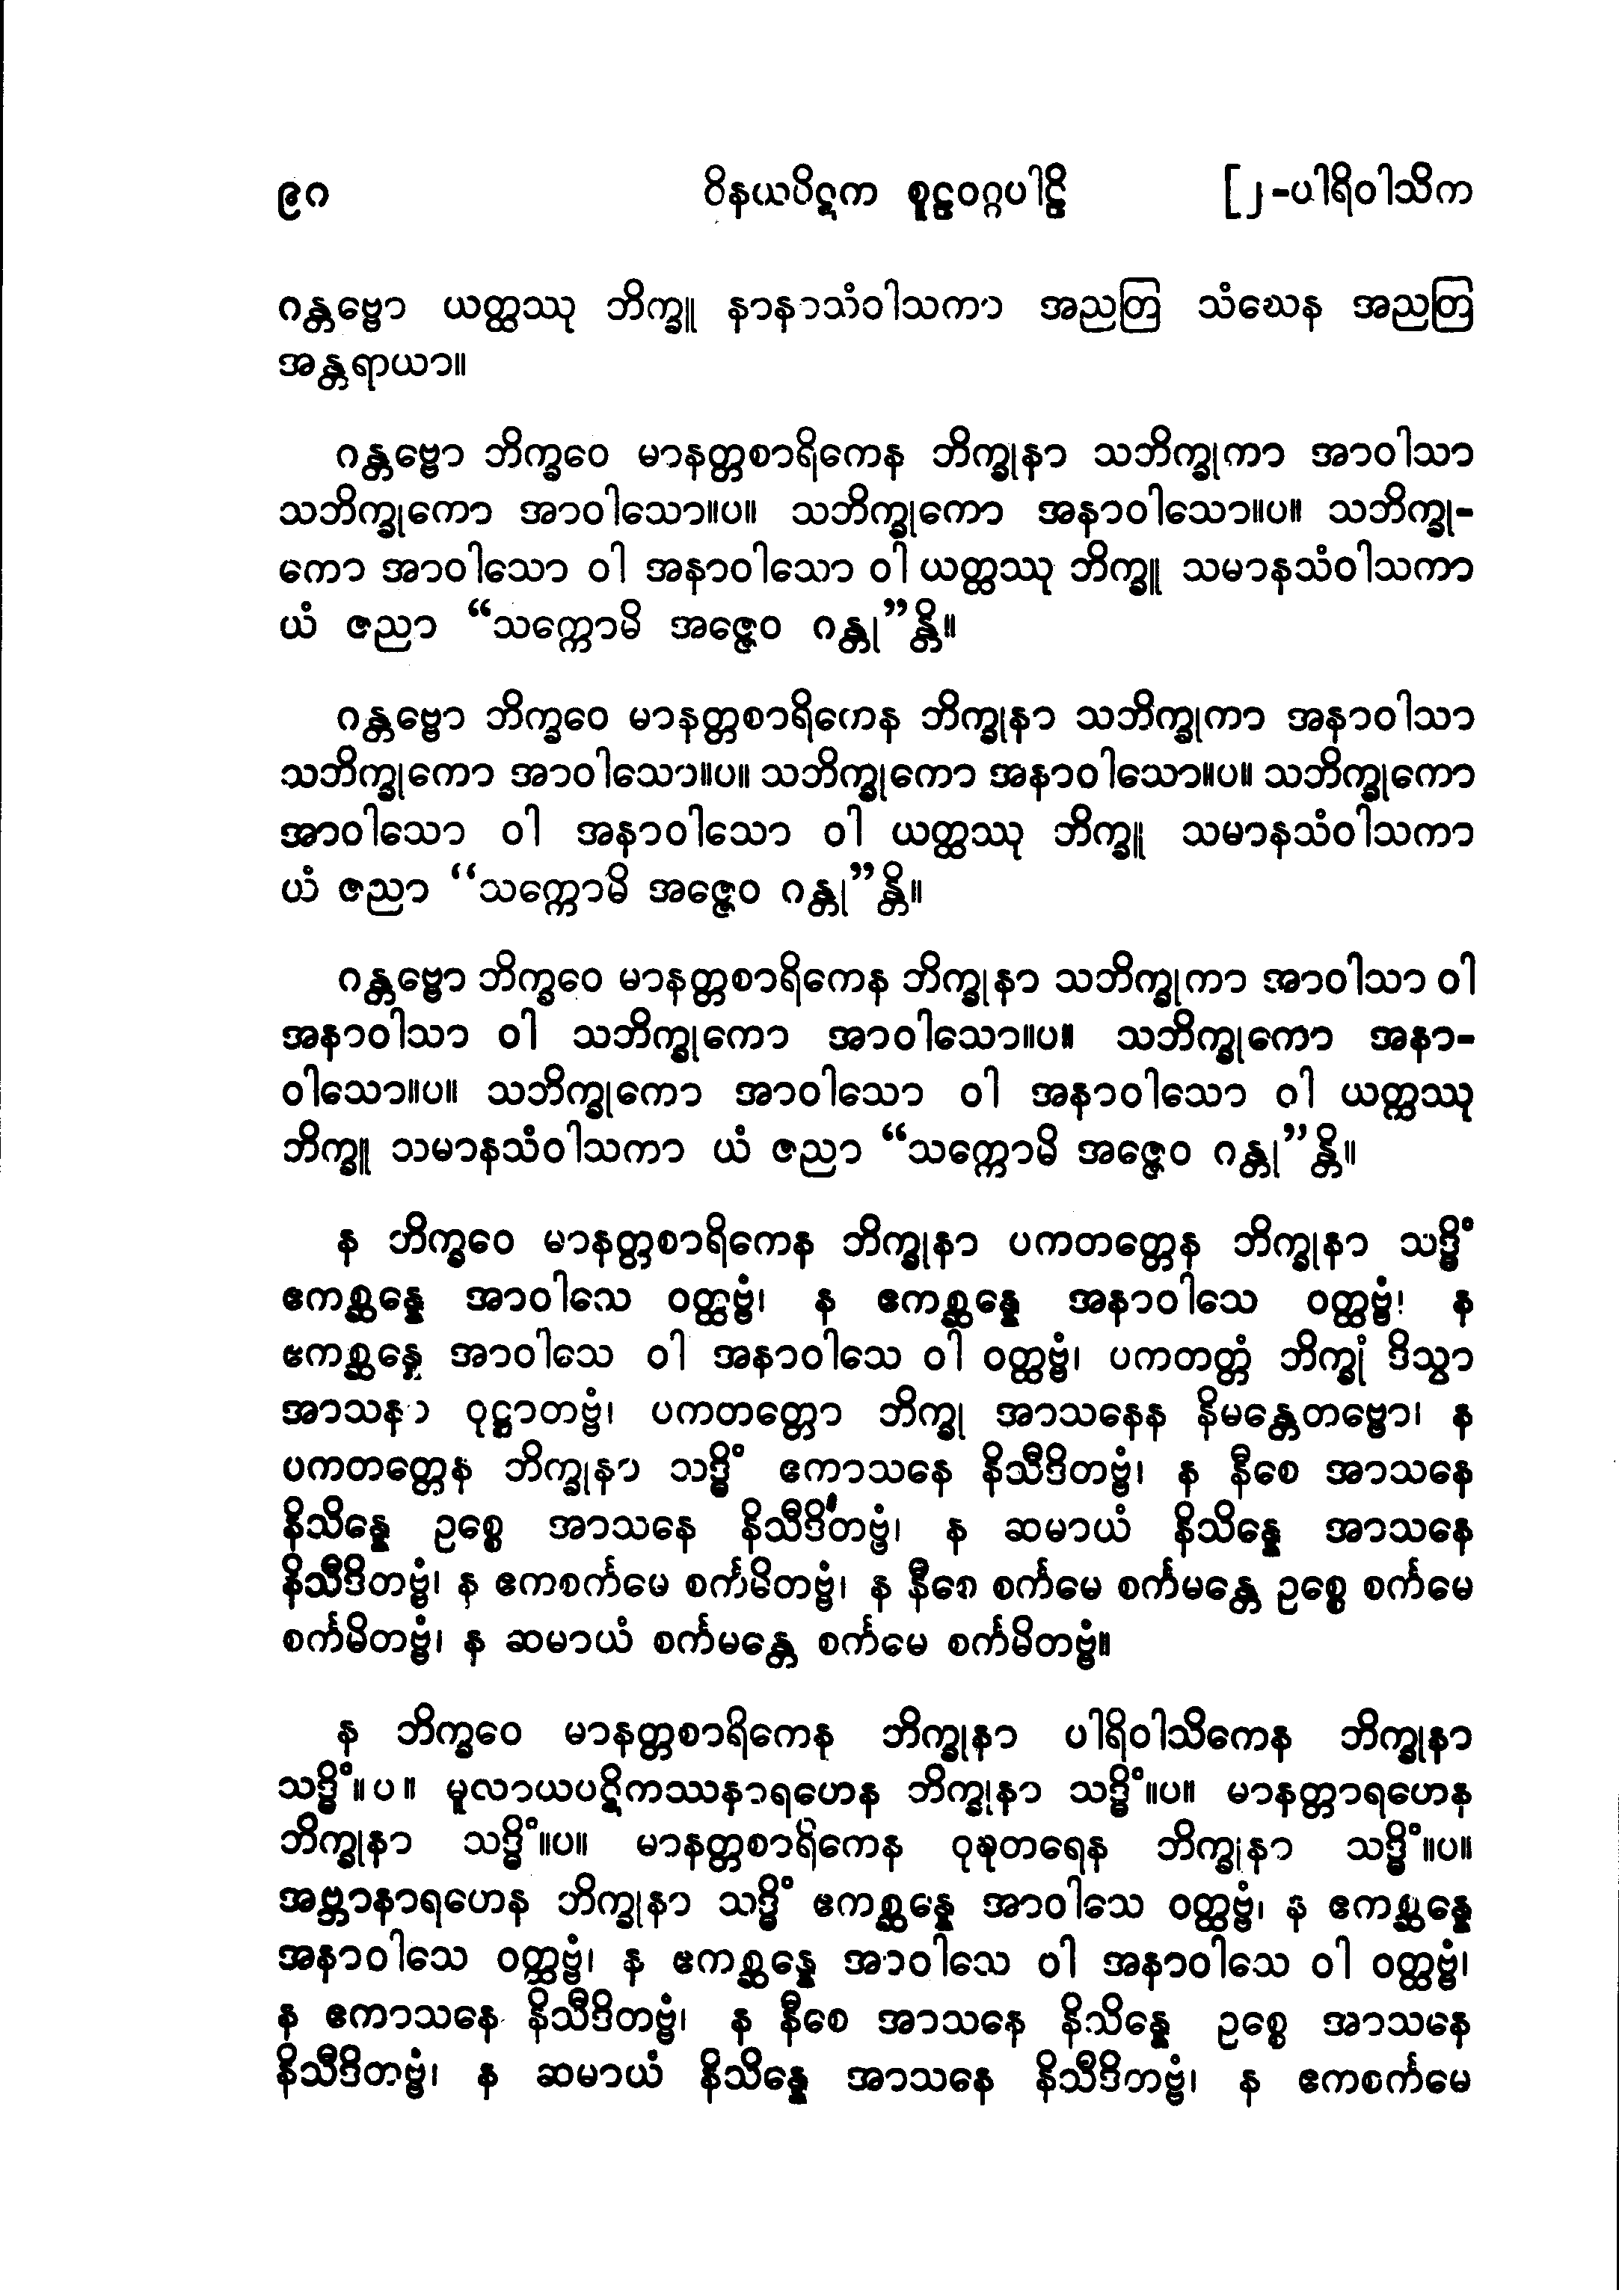 ၉ဂ ဝိနယပိဋက စူဠဝဂ္ဂပါဠိ [၂-ပါရိဝါသိက
ဂန္တဗ္ဗော ယတ္ထဿု ဘိက္ခူ နာနာသံဝါသကာ အညတြ သံဃေန အညတြ
အန္တရာယာ။
ဂန္တဗ္ဗော ဘိက္ခဝေ မာနတ္တစာရိကေန ဘိက္ခုနာ သဘိက္ခုကာ အာဝါသာ
သဘိက္ခုကော အာဝါသော။ပ။ သဘိက္ခုကော အနာဝါသော။ပ။ သဘိက္ခု-
ကော အာဝါသော ဝါ အနာဝါသော ဝါ ယတ္ထဿု ဘိက္ခူ သမာနသံဝါသကာ
ယံ ဇညာ “သက္ကောမိ အဇ္ဇေဝ ဂန္တု”န္တိ။
ဂန္တဗ္ဗော ဘိက္ခဝေ မာနတ္တစာရိကေန ဘိက္ခုနာ သဘိက္ခုကာ အနာဝါသာ
သဘိက္ခုကော အာဝါသော။ပ။ သဘိက္ခုကော အနာဝါသော။ပ။ သဘိက္ခုကော
အာဝါသော ဝါ အနာဝါသော ဝါ ယတ္ထဿု ဘိက္ခူ သမာနသံဝါသကာ
ယံ ဇညာ “သက္ကောမိ အဇ္ဇေဝ ဂန္တု”န္တိ။
ဂန္တဗ္ဗော ဘိက္ခဝေ မာနတ္တစာရိကေန ဘိက္ခုနာ သဘိက္ခုကာ အာဝါသာ ဝါ
အနာဝါသာ ဝါ သဘိက္ခုကော အာဝါသော။ပ။ သဘိက္ခုကော အနာ-
ဝါသော။ပ။ သဘိက္ခုကော အာဝါသော ဝါ အနာဝါသော ဝါ ယတ္ထဿု
ဘိက္ခူ သမာနသံဝါသကာ ယံ ဇညာ “သက္ကောမိ အဇ္ဇေဝ ဂန္တု”န္တိ။
န ဘိက္ခဝေ မာနတ္တစာရိကေန ဘိက္ခုနာ ပကတတ္တေန ဘိက္ခုနာ သဒ္ဓိံ
ဧကစ္ဆန္နေ အာဝါသေ ဝတ္ထဗ္ဗံ၊ န ဧကစ္ဆန္နေ အနာဝါသေ ဝတ္ထဗ္ဗံ၊ န
ဧကစ္ဆန္နေ အာဝါသေ ဝါ အနာဝါသေ ဝါ ဝတ္ထဗ္ဗံ၊ ပကတတ္တံ ဘိက္ခုံ ဒိသွာ
အာသနာ ဝုဋ္ဌာတဗ္ဗံ၊ ပကတတ္တော ဘိက္ခု အာသနေန နိမန္တေတဗ္ဗော၊ န
ပကတတ္တေန ဘိက္ခုနာ သဒ္ဓိံ ဧကာသနေ နိသီဒိတဗ္ဗံ၊ န နီစေ အာသနေ
နိသိန္နေ ဥစ္စေ အာသနေ နိသီဒိတဗ္ဗံ၊ န ဆမာယံ နိသိန္နေ အာသနေ
နိသီဒိတဗ္ဗံ၊ န ဧကစင်္ကမေ စင်္ကမိတဗ္ဗံ၊ န နီစေ စင်္ကမေ စင်္ကမန္တေ ဥစ္စေ စင်္ကမေ
စင်္ကမိတဗ္ဗံ၊ န ဆမာယံ စင်္ကမန္တေ စင်္ကမေ စင်္ကမိတဗ္ဗံ။
န ဘိက္ခဝေ မာနတ္တစာရိကေန ဘိက္ခုနာ ပါရိဝါသိကေန ဘိက္ခုနာ
သဒ္ဓိံ။ပ။ မူလာယပဋိကဿနာရဟေန ဘိက္ခုနာ သဒ္ဓိံ။ပ။ မာနတ္တာရဟေန
ဘိက္ခုနာ သဒ္ဓိံ။ပ။ မာနတ္တစာရိကေန ဝုဍ္ဎတရေန ဘိက္ခုနာ သဒ္ဓိံ။ပ။
အဗ္ဘာနာရဟေန ဘိက္ခုနာ သဒ္ဓိံ ဧကစ္ဆန္နေ အာဝါသေ ဝတ္ထဗ္ဗံ၊ န ဧကစ္ဆန္နေ
အနာဝါသေ ဝတ္ထဗ္ဗံ၊ န ဧကစ္ဆန္နေ အာဝါသေ ဝါ အနာဝါသေ ဝါ ဝတ္ထဗ္ဗံ၊
န ဧကာသနေ နိသီဒိတဗ္ဗံ၊ န နီစေ အာသနေ နိသိန္နေ ဥစ္စေ အာသနေ
နိသီဒိတဗ္ဗံ၊ န ဆမာယံ နိသိန္နေ အာသနေ နိသီဒိတဗ္ဗံ၊ န ဧကစင်္ကမေ